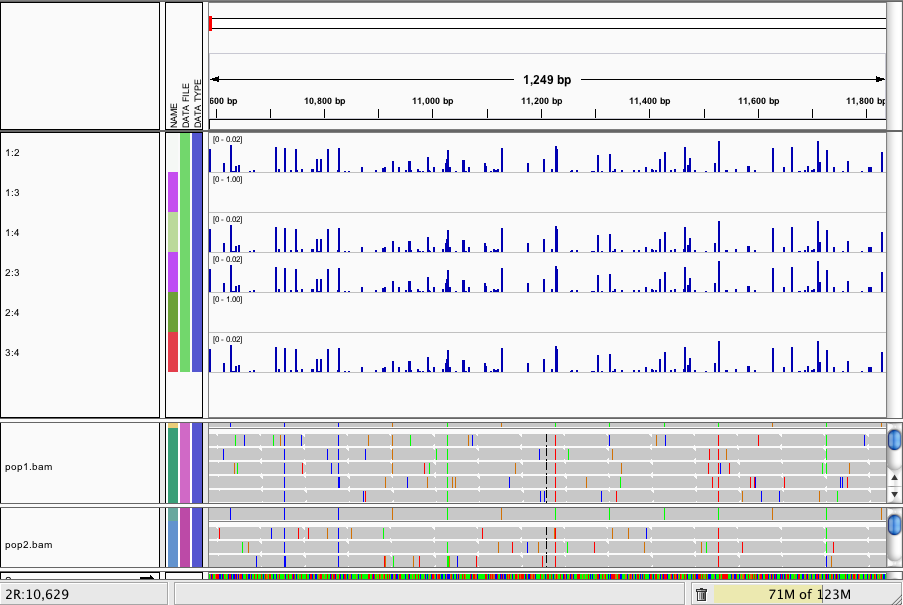 1,249 bp
600 bp 10,800 bp 11,000 bp 11,200 bp 11,400 bp 11,600 bp 11,800 bp
NAME
DATA FILE
DATA TYPE
1:2 [0 - 0.02]
1:3 [0 - 1.00]
1:4 [0 - 0.02]
2:3 [0 - 0.02]
2:4 [0 - 1.00]
3:4 [0 - 0.02]
pop1.bam
pop2.bam
2R:10,629 71M of 123M